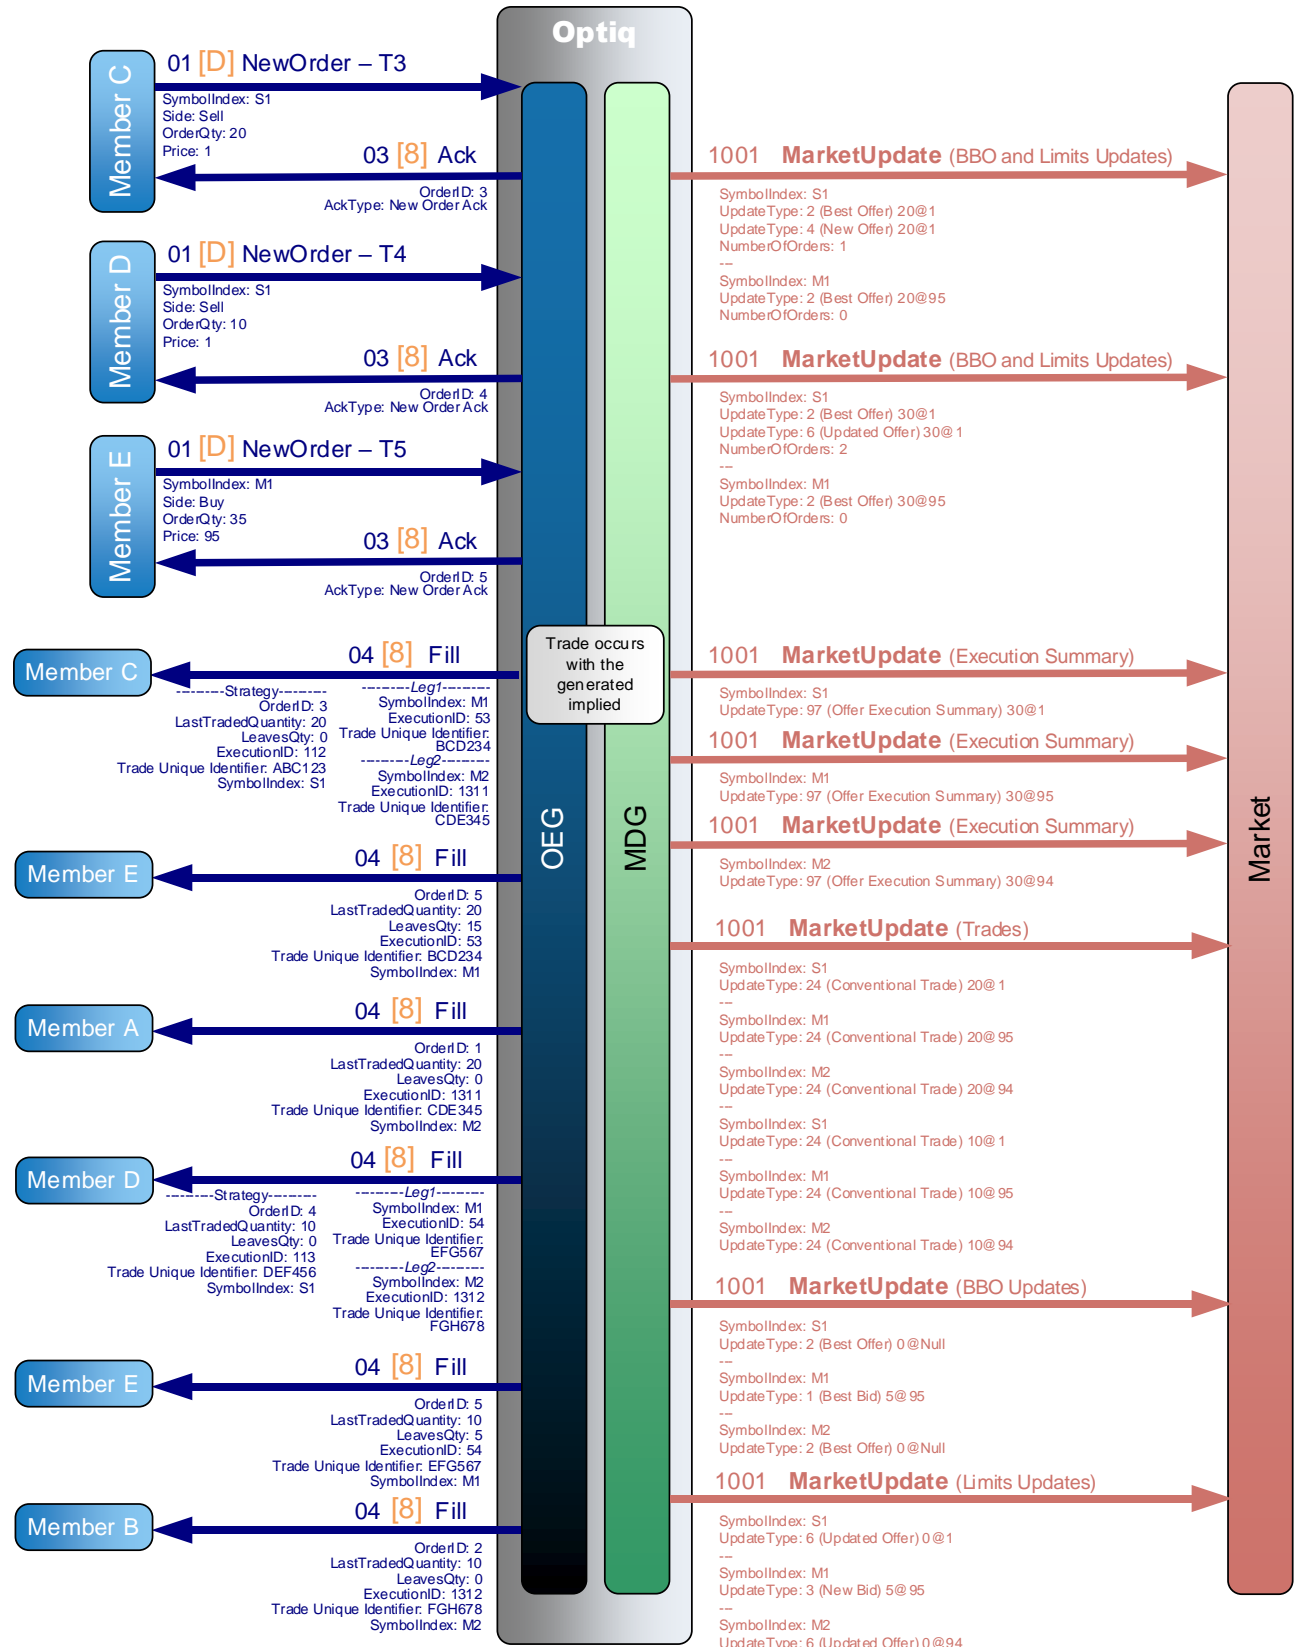 Optiq
Member C
01 [D] NewOrder – T3
SymbolIndex: S1
Side: Sell
OrderQty: 20
Price: 1
03 [8] Ack
OrderID: 3
AckType: New Order Ack
1001 MarketUpdate (BBO and Limits Updates)
SymbolIndex: S1
UpdateType: 2 (Best Offer) 20@1
UpdateType: 4 (New Offer) 20@1
NumberOfOrders: 1
---
SymbolIndex: M1
UpdateType: 2 (Best Offer) 20@95
NumberOfOrders: 0
Member D
01 [D] NewOrder – T4
SymbolIndex: S1
Side: Sell
OrderQty: 10
Price: 1
03 [8] Ack
OrderID: 4
AckType: New Order Ack
1001 MarketUpdate (BBO and Limits Updates)
SymbolIndex: S1
UpdateType: 2 (Best Offer) 30@1
UpdateType: 6 (Updated Offer) 30@1
NumberOfOrders: 2
---
SymbolIndex: M1
UpdateType: 2 (Best Offer) 30@95
NumberOfOrders: 0
Member E
01 [D] NewOrder – T5
SymbolIndex: M1
Side: Buy
OrderQty: 35
Price: 95
03 [8] Ack
OrderID: 5
AckType: New Order Ack
Trade occurs
with the
generated
implied
OEG
MDG
Market
Member C
04 [8] Fill
---------Strategy---------
OrderID: 3
LastTradedQuantity: 20
LeavesQty: 0
ExecutionID: 112
Trade Unique Identifier: ABC123
SymbolIndex: S1
---------Leg1---------
SymbolIndex: M1
ExecutionID: 53
Trade Unique Identifier:
BCD234
---------Leg2---------
SymbolIndex: M2
ExecutionID: 1311
Trade Unique Identifier:
CDE345
1001 MarketUpdate (Execution Summary)
SymbolIndex: S1
UpdateType: 97 (Offer Execution Summary) 30@1
1001 MarketUpdate (Execution Summary)
SymbolIndex: M1
UpdateType: 97 (Offer Execution Summary) 30@95
1001 MarketUpdate (Execution Summary)
SymbolIndex: M2
UpdateType: 97 (Offer Execution Summary) 30@94
Member E
04 [8] Fill
OrderID: 5
LastTradedQuantity: 20
LeavesQty: 15
ExecutionID: 53
Trade Unique Identifier: BCD234
SymbolIndex: M1
1001 MarketUpdate (Trades)
SymbolIndex: S1
UpdateType: 24 (Conventional Trade) 20@1
---
SymbolIndex: M1
UpdateType: 24 (Conventional Trade) 20@95
---
SymbolIndex: M2
UpdateType: 24 (Conventional Trade) 20@94
---
SymbolIndex: S1
UpdateType: 24 (Conventional Trade) 10@1
---
SymbolIndex: M1
UpdateType: 24 (Conventional Trade) 10@95
---
SymbolIndex: M2
UpdateType: 24 (Conventional Trade) 10@94
Member A
04 [8] Fill
OrderID: 1
LastTradedQuantity: 20
LeavesQty: 0
ExecutionID: 1311
Trade Unique Identifier: CDE345
SymbolIndex: M2
Member D
04 [8] Fill
---------Strategy---------
OrderID: 4
LastTradedQuantity: 10
LeavesQty: 0
ExecutionID: 113
Trade Unique Identifier: DEF456
SymbolIndex: S1
---------Leg1---------
SymbolIndex: M1
ExecutionID: 54
Trade Unique Identifier:
EFG567
---------Leg2---------
SymbolIndex: M2
ExecutionID: 1312
Trade Unique Identifier:
FGH678
1001 MarketUpdate (BBO Updates)
SymbolIndex: S1
UpdateType: 2 (Best Offer) 0@Null
---
SymbolIndex: M1
UpdateType: 1 (Best Bid) 5@95
---
SymbolIndex: M2
UpdateType: 2 (Best Offer) 0@Null
Member E
04 [8] Fill
OrderID: 5
LastTradedQuantity: 10
LeavesQty: 5
ExecutionID: 54
Trade Unique Identifier: EFG567
SymbolIndex: M1
1001 MarketUpdate (Limits Updates)
SymbolIndex: S1
UpdateType: 6 (Updated Offer) 0@1
---
SymbolIndex: M1
UpdateType: 3 (New Bid) 5@95
---
SymbolIndex: M2
UpdateType: 6 (Updated Offer) 0@94
Member B
04 [8] Fill
OrderID: 2
LastTradedQuantity: 10
LeavesQty: 0
ExecutionID: 1312
Trade Unique Identifier: FGH678
SymbolIndex: M2